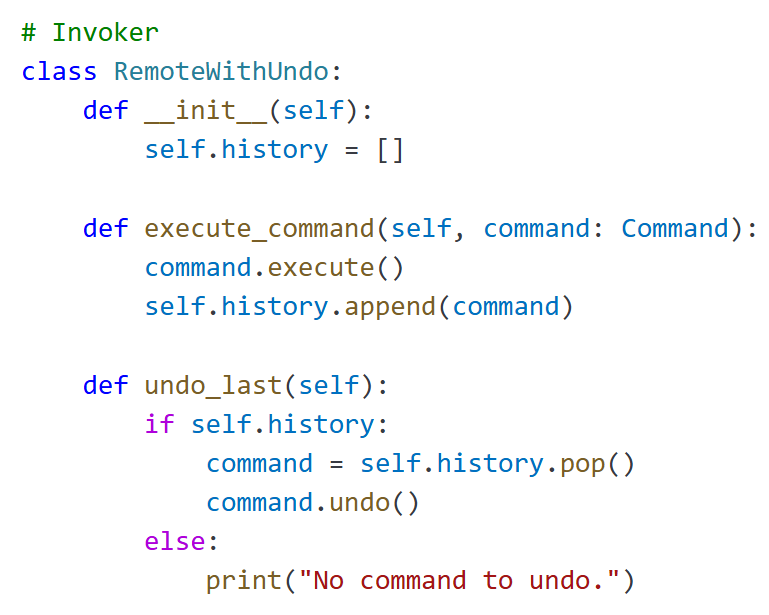 # Invoker
class RemoteWithUndo:
    def __init__(self):
        self.history = []

    def execute_command(self, command: Command):
        command.execute()
        self.history.append(command)

    def undo_last(self):
        if self.history:
            command = self.history.pop()
            command.undo()
        else:
            print("No command to undo.")